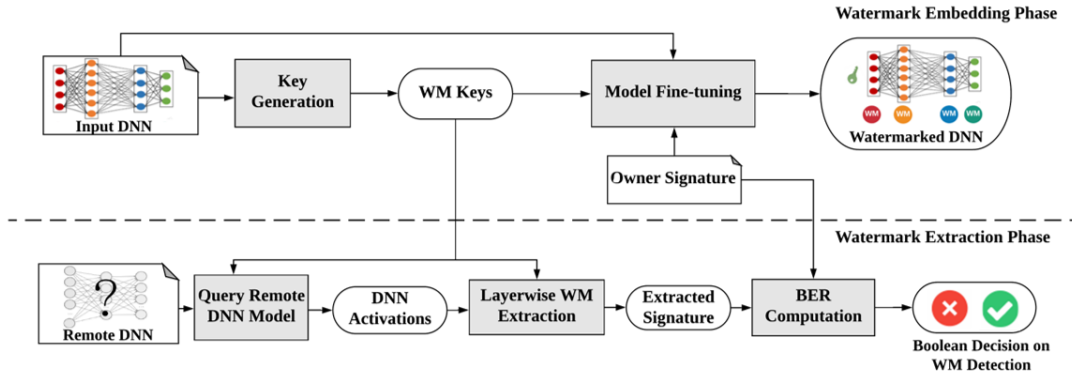 Watermark Embedding Phase
Input DNN
Key
Generation
WM Keys
Model Fine-tuning
WM WM WM WM
Watermarked DNN
Owner Signature
Watermark Extraction Phase
?
Remote DNN
Query Remote
DNN Model
DNN
Activations
Layerwise WM
Extraction
Extracted
Signature
BER
Computation
Boolean Decision on
WM Detection